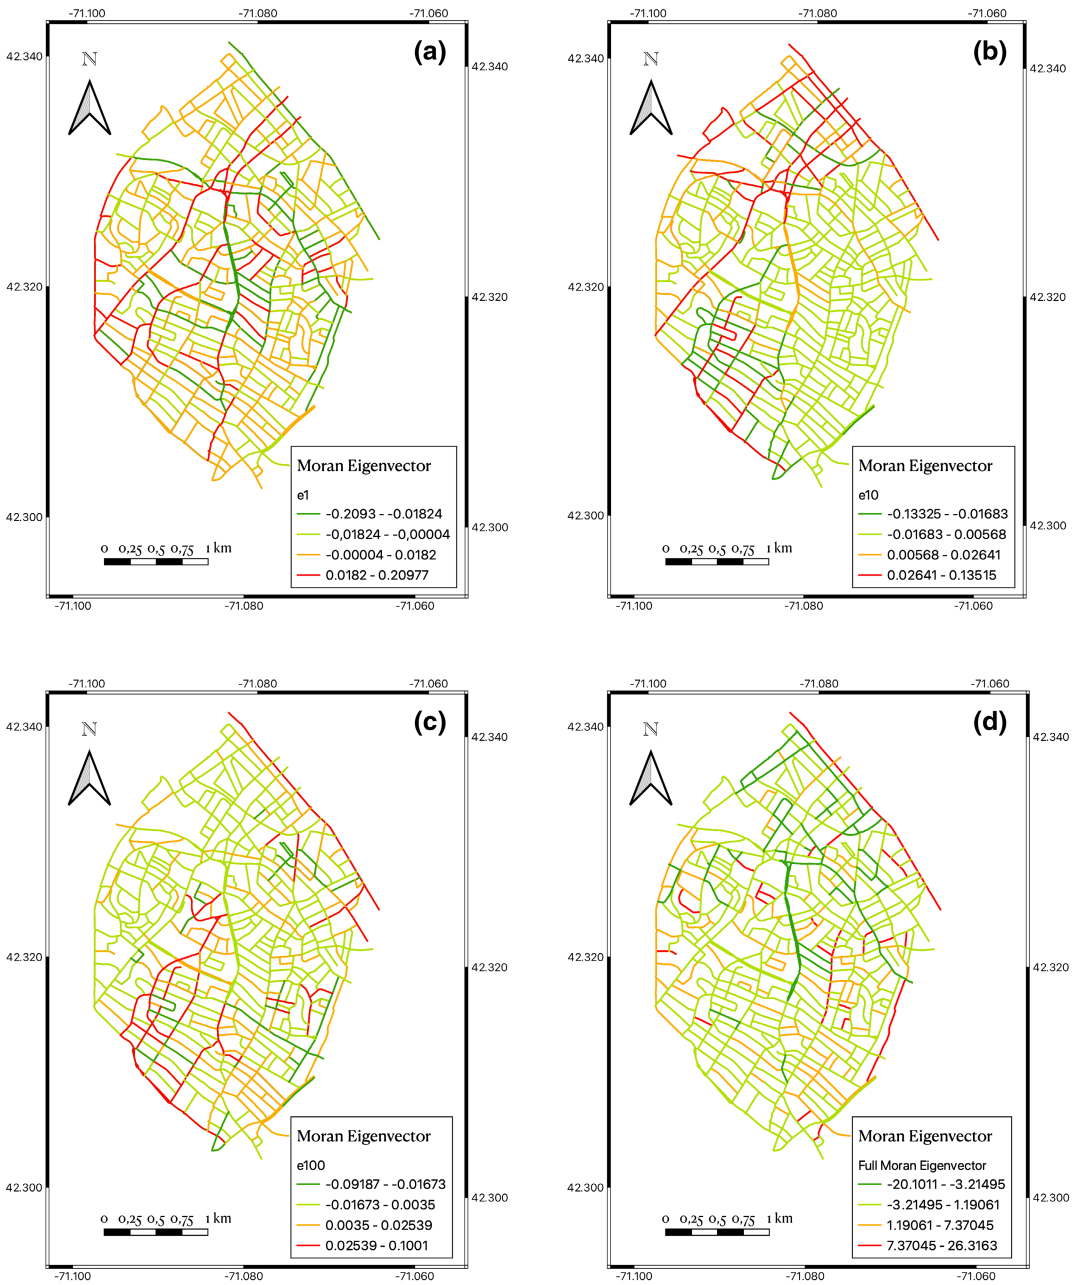 -71.100 -71.080 -71.060
N (a)
42.340 42.340
42.320 42.320
42.300 42.300
Moran Eigenvector
e1
-0.2093 - -0.01824
-0,01824 - -0,00004
-0.00004 - 0.0182
0.0182 - 0.20977
0 0,25 0,5 0,75 1 km
-71.100 -71.080 -71.060
-71.100 -71.080 -71.060
N (b)
42.340 42.340
42.320 42.320
42.300 42.300
Moran Eigenvector
e10
-0.13325 - -0.01683
-0.01683 - 0.00568
0.00568 - 0.02641
0.02641 - 0.13515
0 0,25 0,5 0,75 1 km
-71.100 -71.080 -71.060
-71.100 -71.080 -71.060
N (c)
42.340 42.340
42.320 42.320
42.300 42.300
Moran Eigenvector
e100
-0.09187 - -0.01673
-0.01673 - 0.0035
0.0035 - 0.02539
0.02539 - 0.1001
0 0,25 0,5 0,75 1 km
-71.100 -71.080 -71.060
-71.100 -71.080 -71.060
N (d)
42.340 42.340
42.320 42.320
42.300 42.300
Moran Eigenvector
Full Moran Eigenvector
-20.1011 - -3.21495
-3.21495 - 1.19061
1.19061 - 7.37045
7.37045 - 26.3163
0 0,25 0,5 0,75 1 km
-71.100 -71.080 -71.060